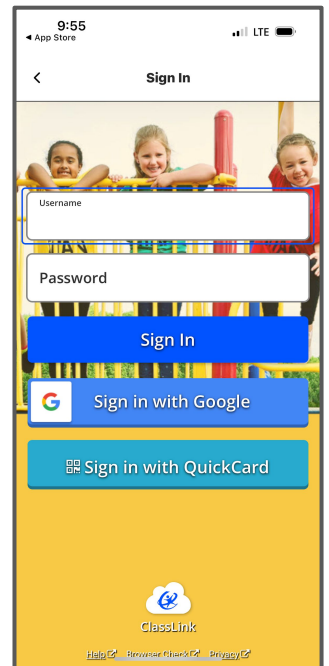 9:55
App Store
LTE
Sign In
Username
Password
Sign In
G Sign in with Google
Sign in with QuickCard
ClassLink
Help Browser Check Privacy